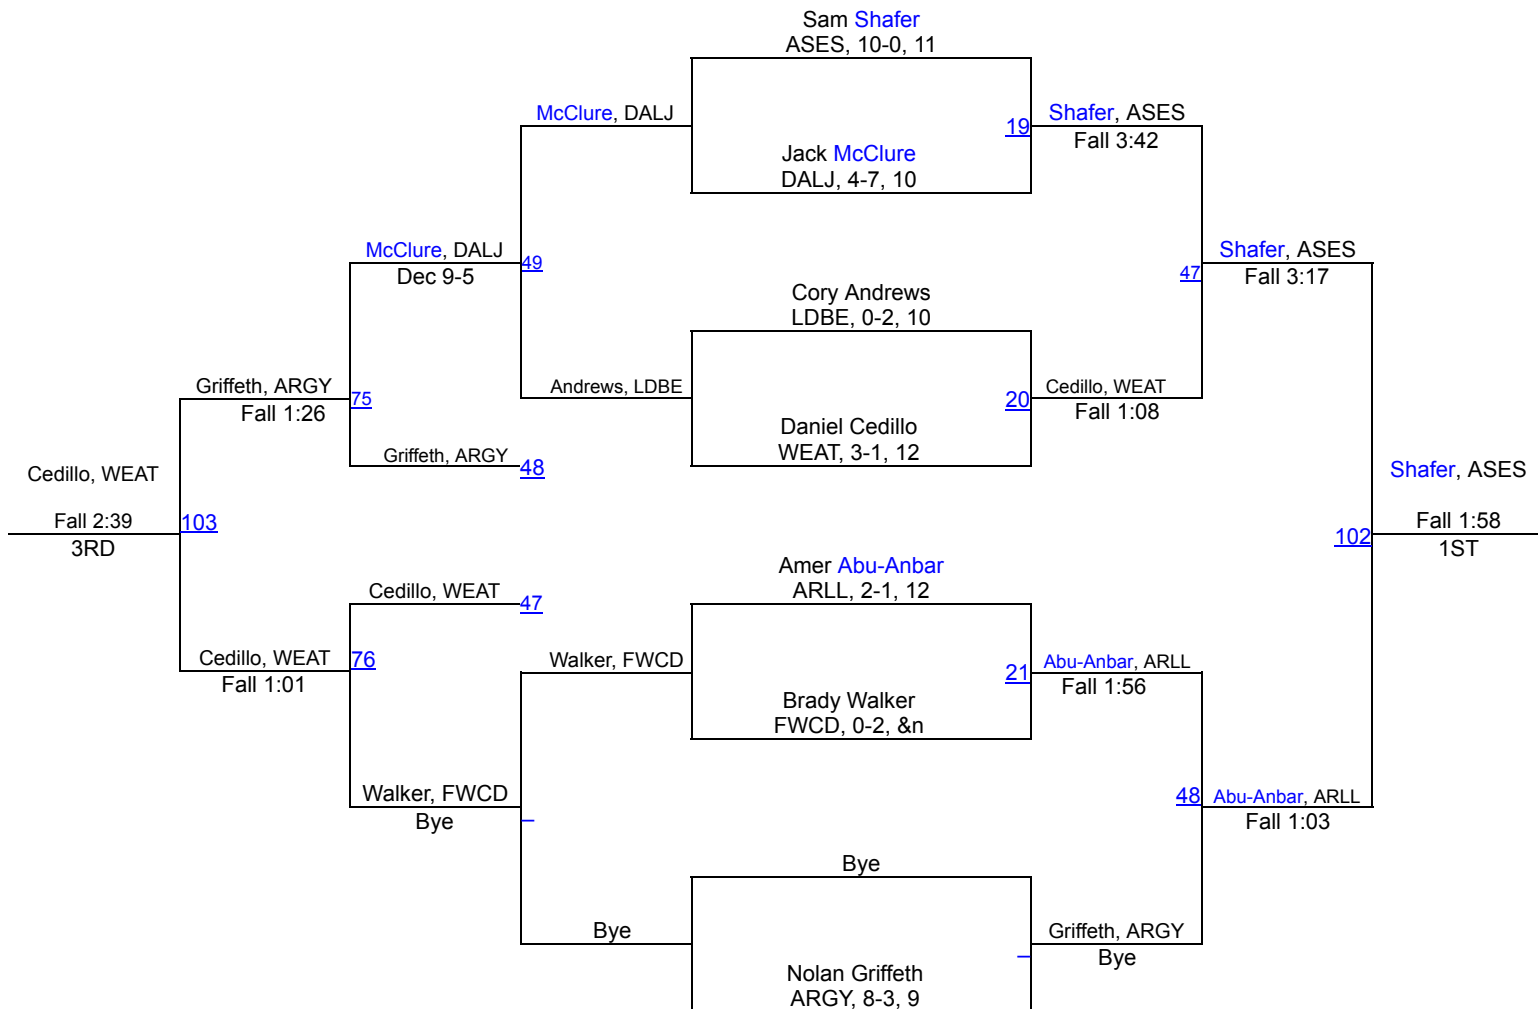 Sam Shafer
ASES, 10-0, 11
McClure, DALJ
19
Shafer, ASES
Fall 3:42
Jack McClure
DALJ, 4-7, 10
McClure, DALJ
Dec 9-5
49
47
Shafer, ASES
Fall 3:17
Cory Andrews
LDBE, 0-2, 10
Griffeth, ARGY
Fall 1:26
75
Andrews, LDBE
20
Cedillo, WEAT
Fall 1:08
Daniel Cedillo
WEAT, 3-1, 12
Griffeth, ARGY
48
Cedillo, WEAT
Fall 2:39
3RD
103
Shafer, ASES
102
Fall 1:58
1ST
Amer Abu-Anbar
ARLL, 2-1, 12
Cedillo, WEAT
47
Cedillo, WEAT
Fall 1:01
76
Walker, FWCD
21
Abu-Anbar, ARLL
Fall 1:56
Brady Walker
FWCD, 0-2, &n
Walker, FWCD
Bye
48
Abu-Anbar, ARLL
Fall 1:03
Bye
Bye
Griffeth, ARGY
Bye
Nolan Griffeth
ARGY, 8-3, 9